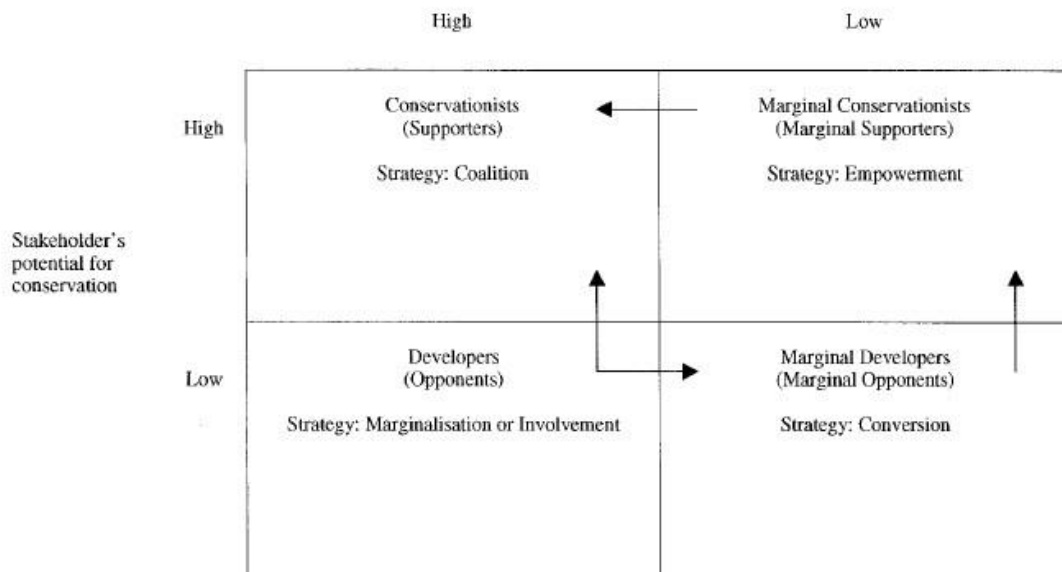 High
Low
High
Conservationists
(Supporters)
Strategy: Coalition
Marginal Conservationists
(Marginal Supporters)
Strategy: Empowerment
Stakeholder's
potential for
conservation
Low
Developers
(Opponents)
Strategy: Marginalisation or Involvement
Marginal Developers
(Marginal Opponents)
Strategy: Conversion